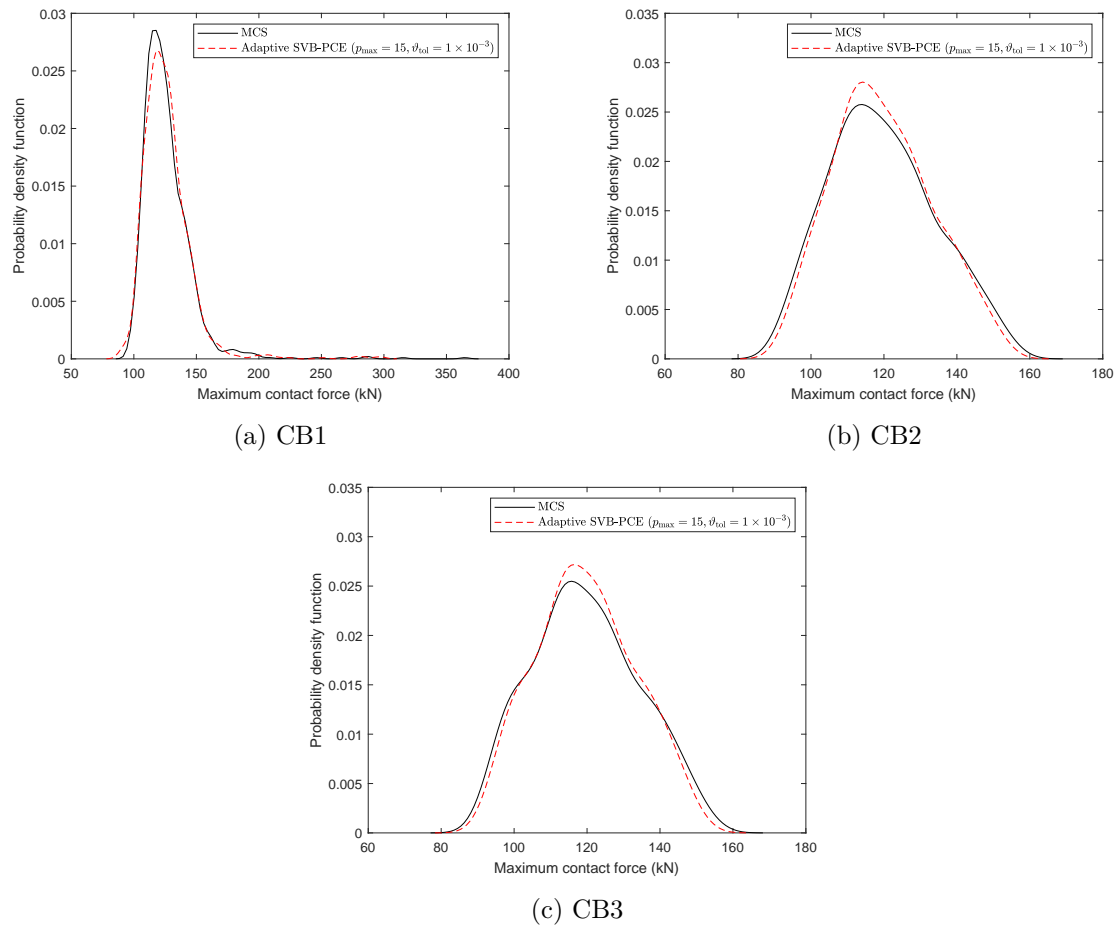 0.03
0.025
0.02
0.015
0.01
0.005
0
Probability density function
MCS
Adaptive SVB-PCE (p_max = 15, ϑ_tol = 1 × 10⁻³)
50 100 150 200 250 300 350 400
Maximum contact force (kN)
(a) CB1
0.035
0.03
0.025
0.02
0.015
0.01
0.005
0
Probability density function
MCS
Adaptive SVB-PCE (p_max = 15, ϑ_tol = 1 × 10⁻³)
60 80 100 120 140 160 180
Maximum contact force (kN)
(b) CB2
0.035
0.03
0.025
0.02
0.015
0.01
0.005
0
Probability density function
MCS
Adaptive SVB-PCE (p_max = 15, ϑ_tol = 1 × 10⁻³)
60 80 100 120 140 160 180
Maximum contact force (kN)
(c) CB3